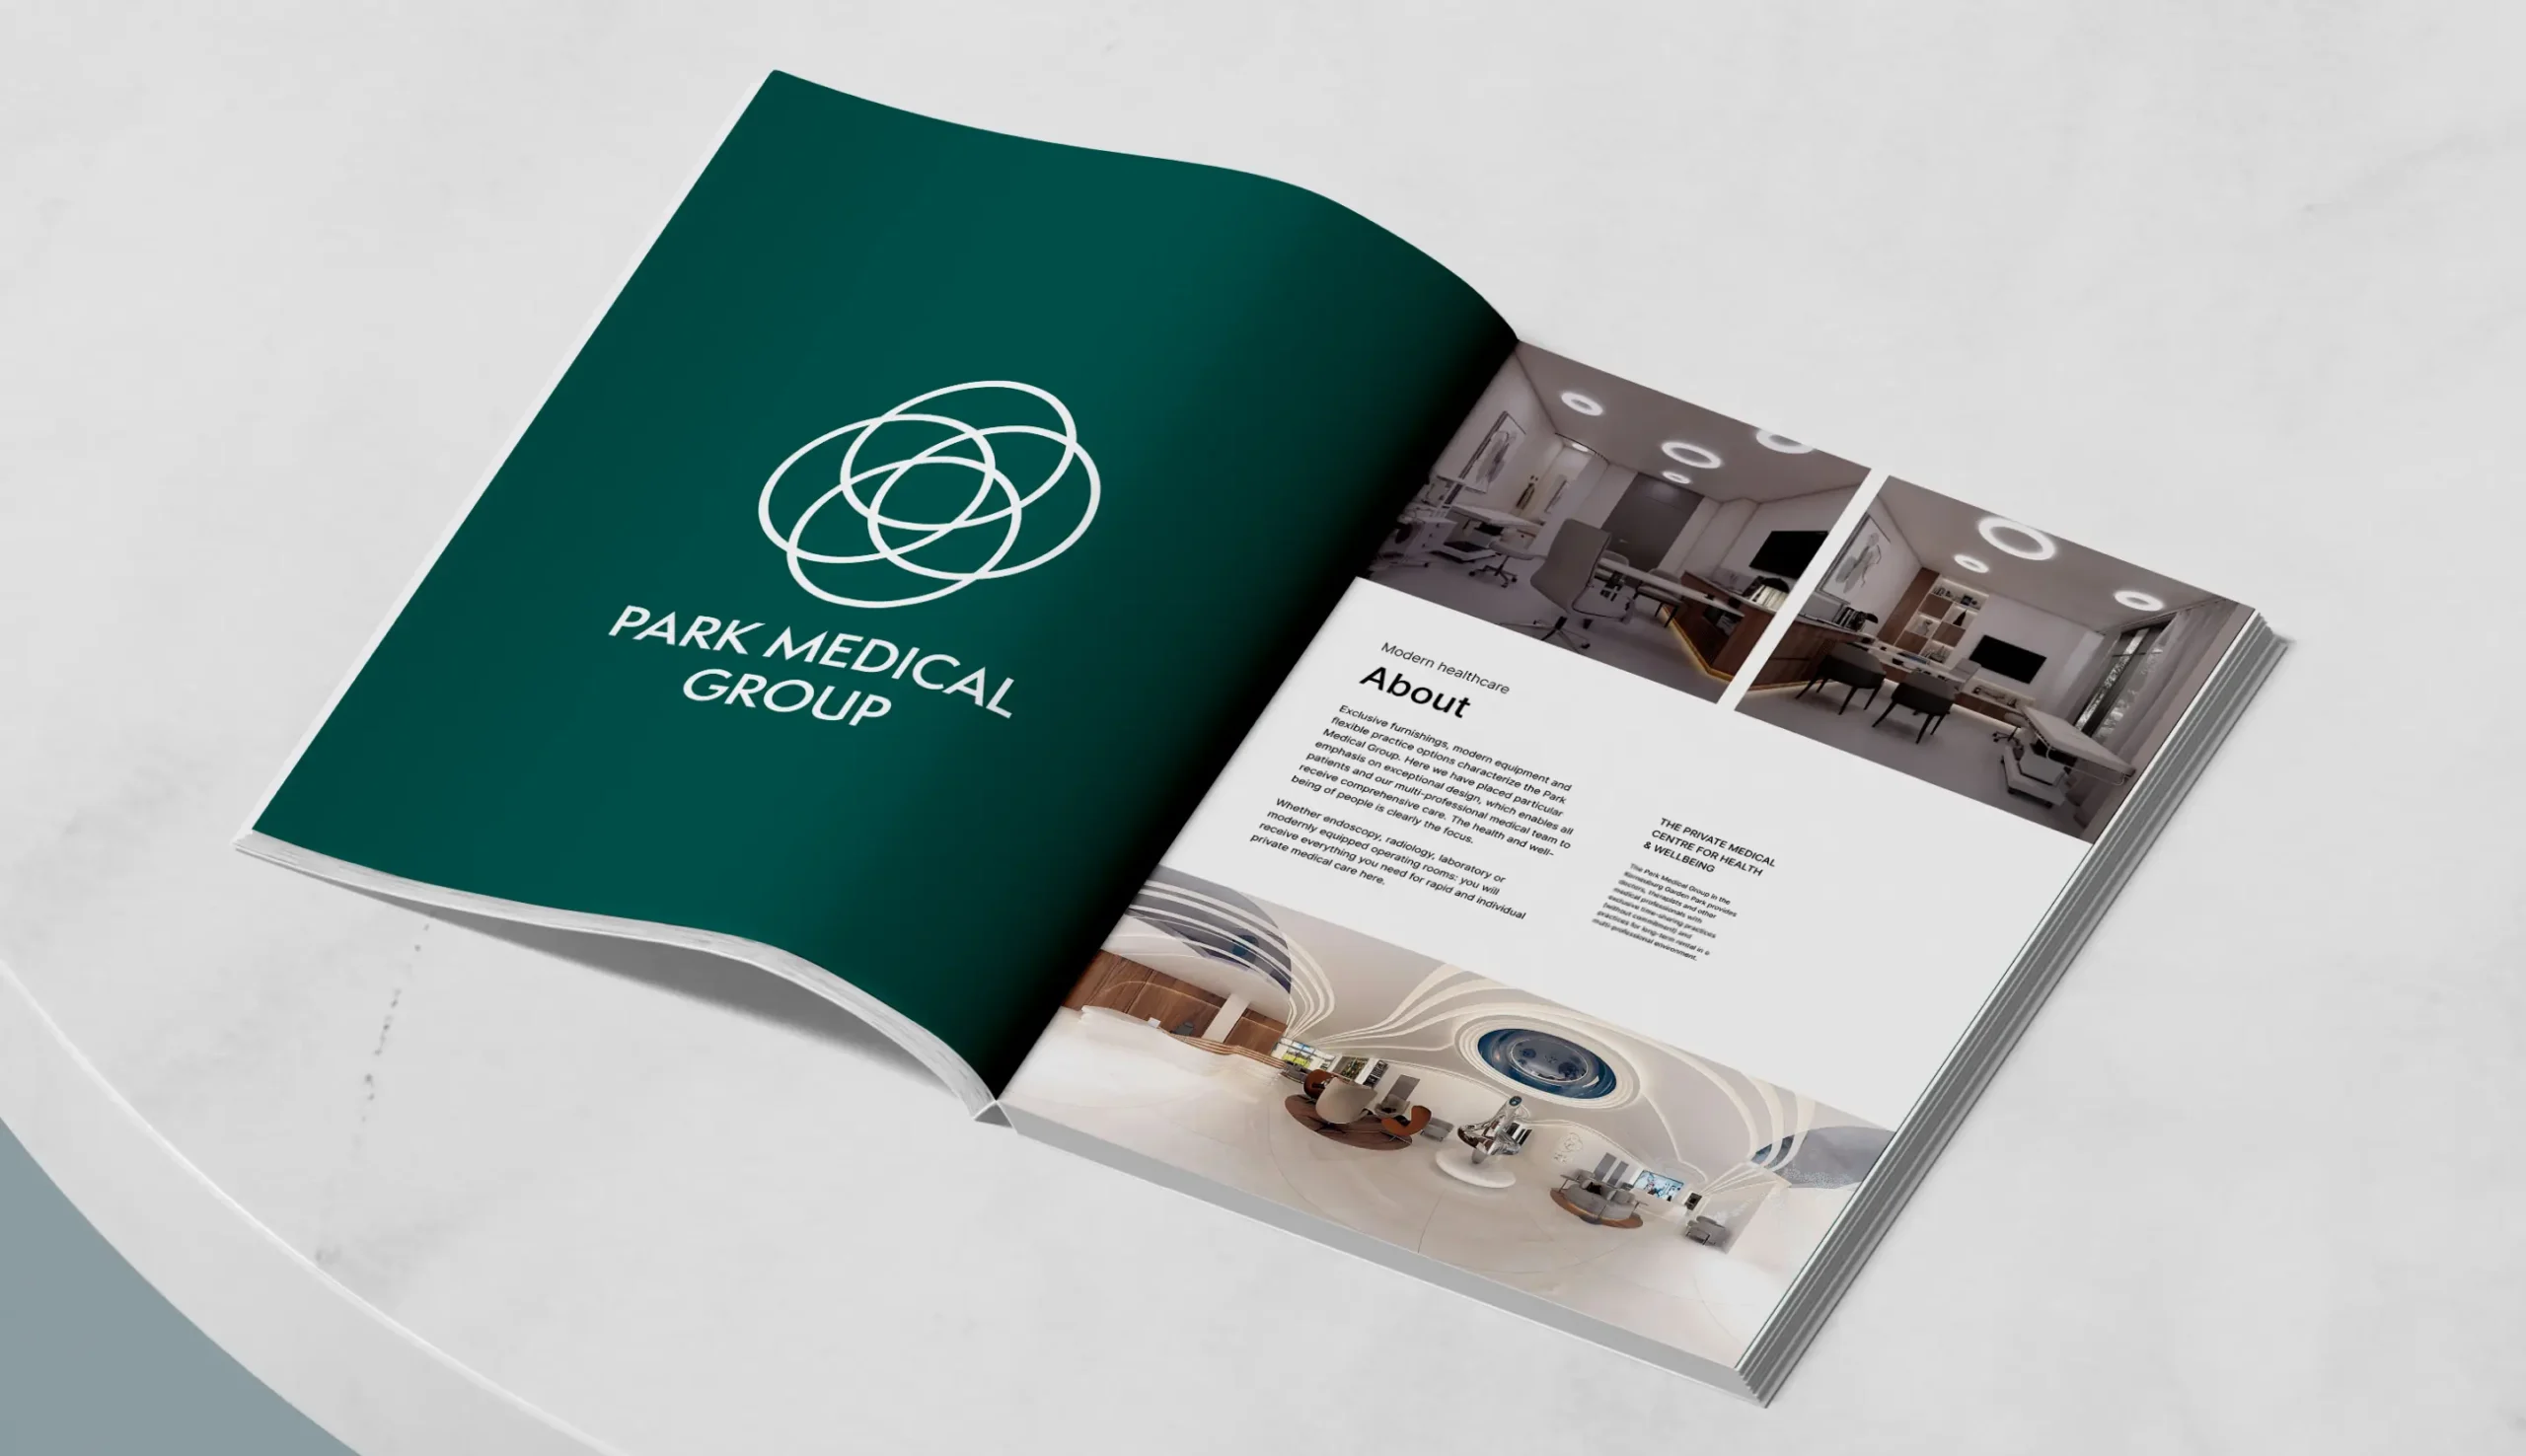 PARK MEDICAL
GROUP
Modern healthcare
About
Exclusive furnishings, modern equipment and
flexible practice options characterize the Park
Medical Group. Here we have placed particular
emphasis on exceptional design, which enables all
patients and our multi-professional medical team to
receive comprehensive care. The health and well-
being of people is clearly the focus.
Whether endoscopy, radiology, laboratory or
modernly equipped operating rooms: you will
receive everything you need for rapid and individual
private medical care here.
THE PRIVATE MEDICAL
CENTRE FOR HEALTH
& WELLBEING
The Park Medical Group in the
Korneuburg Garden Park provides
doctors, therapists and other
medical professionals with
exclusive time-sharing practices
(without commitment) and
practices for long-term rental in a
multi-professional environment.